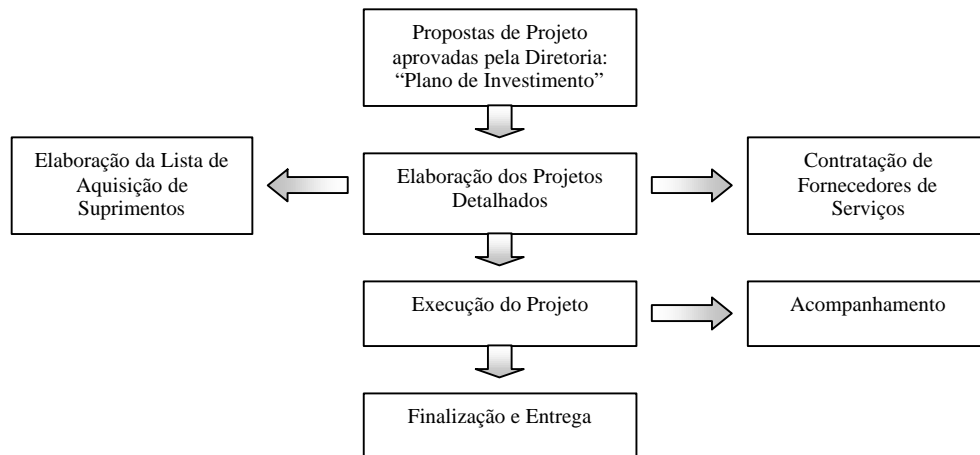 Propostas de Projeto
aprovadas pela Diretoria:
“Plano de Investimento”
Elaboração da Lista de
Aquisição de
Suprimentos
Elaboração dos Projetos
Detalhados
Contratação de
Fornecedores de
Serviços
Execução do Projeto
Acompanhamento
Finalização e Entrega